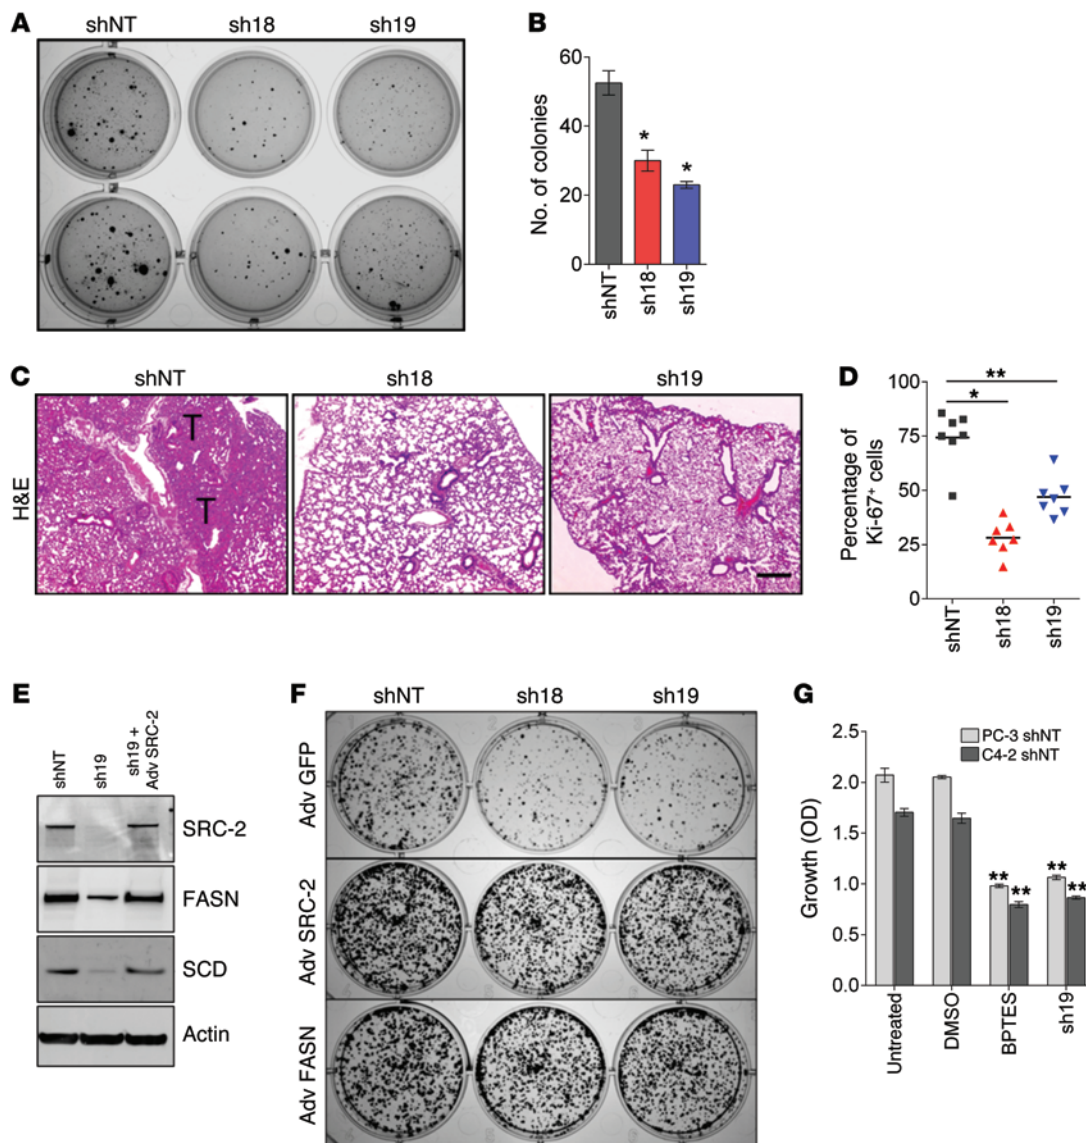 A
shNT sh18 sh19
B
No. of colonies
60
40
20
0
*
*
shNT
sh18
sh19
C
shNT sh18 sh19
H&E
T
T
D
Percentage of
Ki-67+ cells
100
75
50
25
0
**
*
shNT
sh18
sh19
E
shNT
sh19
sh19 +
Adv SRC-2
SRC-2
FASN
SCD
Actin
F
shNT sh18 sh19
Adv GFP
Adv SRC-2
Adv FASN
G
Growth (OD)
2.5
2.0
1.5
1.0
0.5
0.0
PC-3 shNT
C4-2 shNT
**
**
**
**
Untreated
DMSO
BPTES
sh19